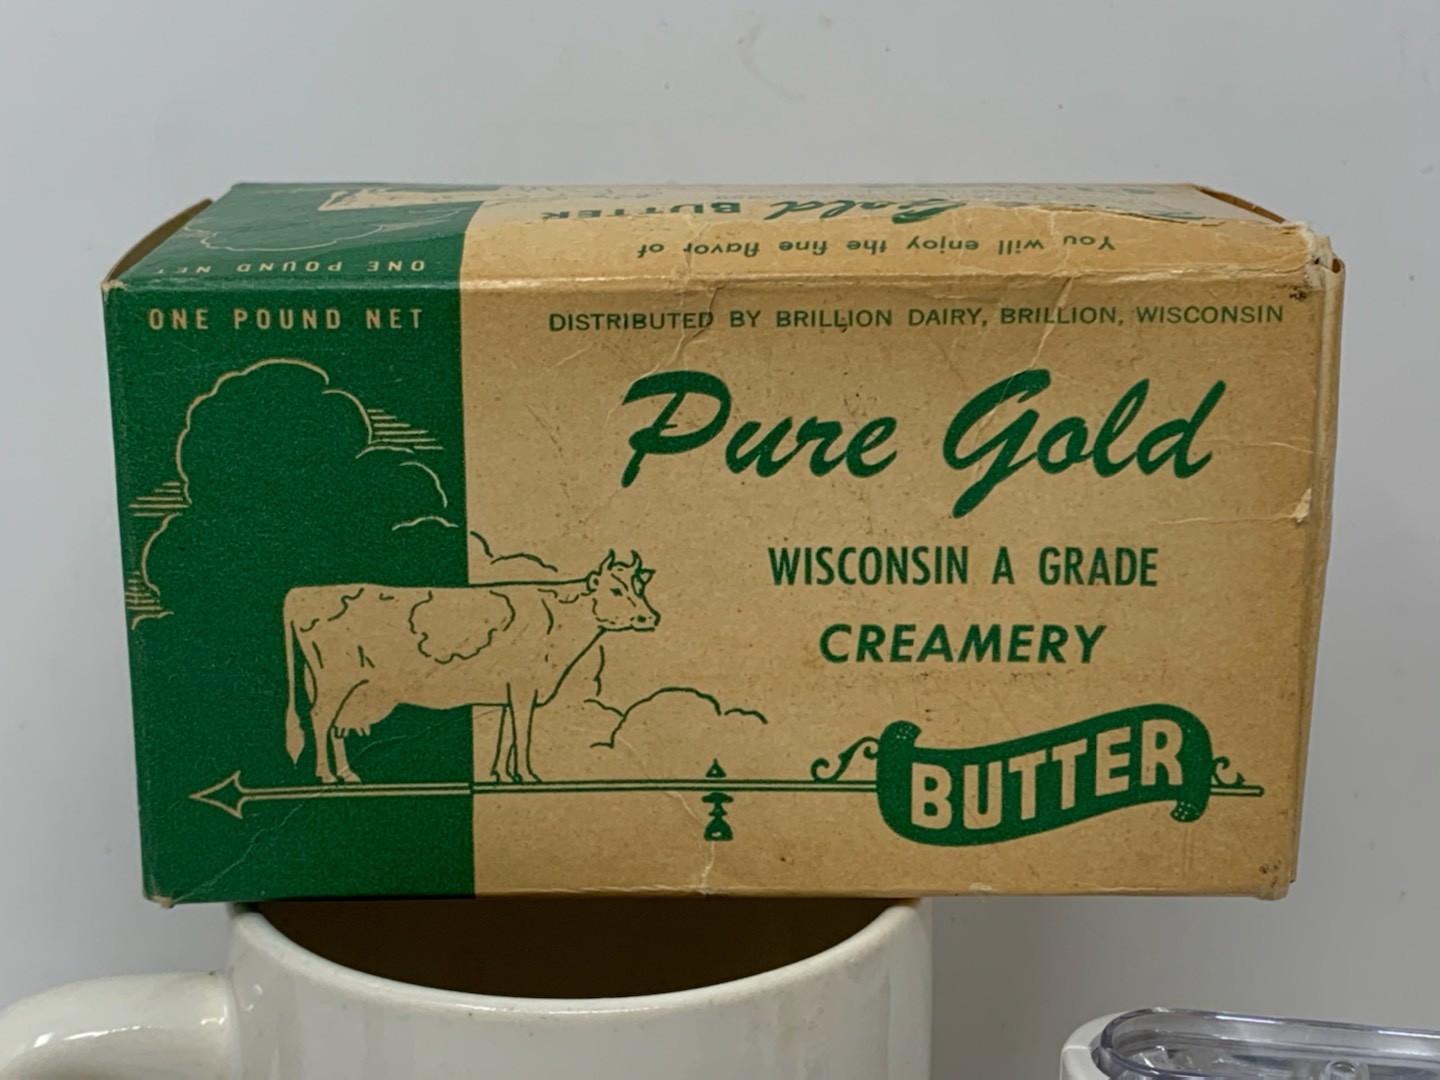 Pure Gold BUTTER
You will enjoy the fine flavor of
ONE POUND NET
ONE POUND NET
DISTRIBUTED BY BRILLION DAIRY, BRILLION, WISCONSIN
Pure Gold
WISCONSIN A GRADE
CREAMERY
BUTTER